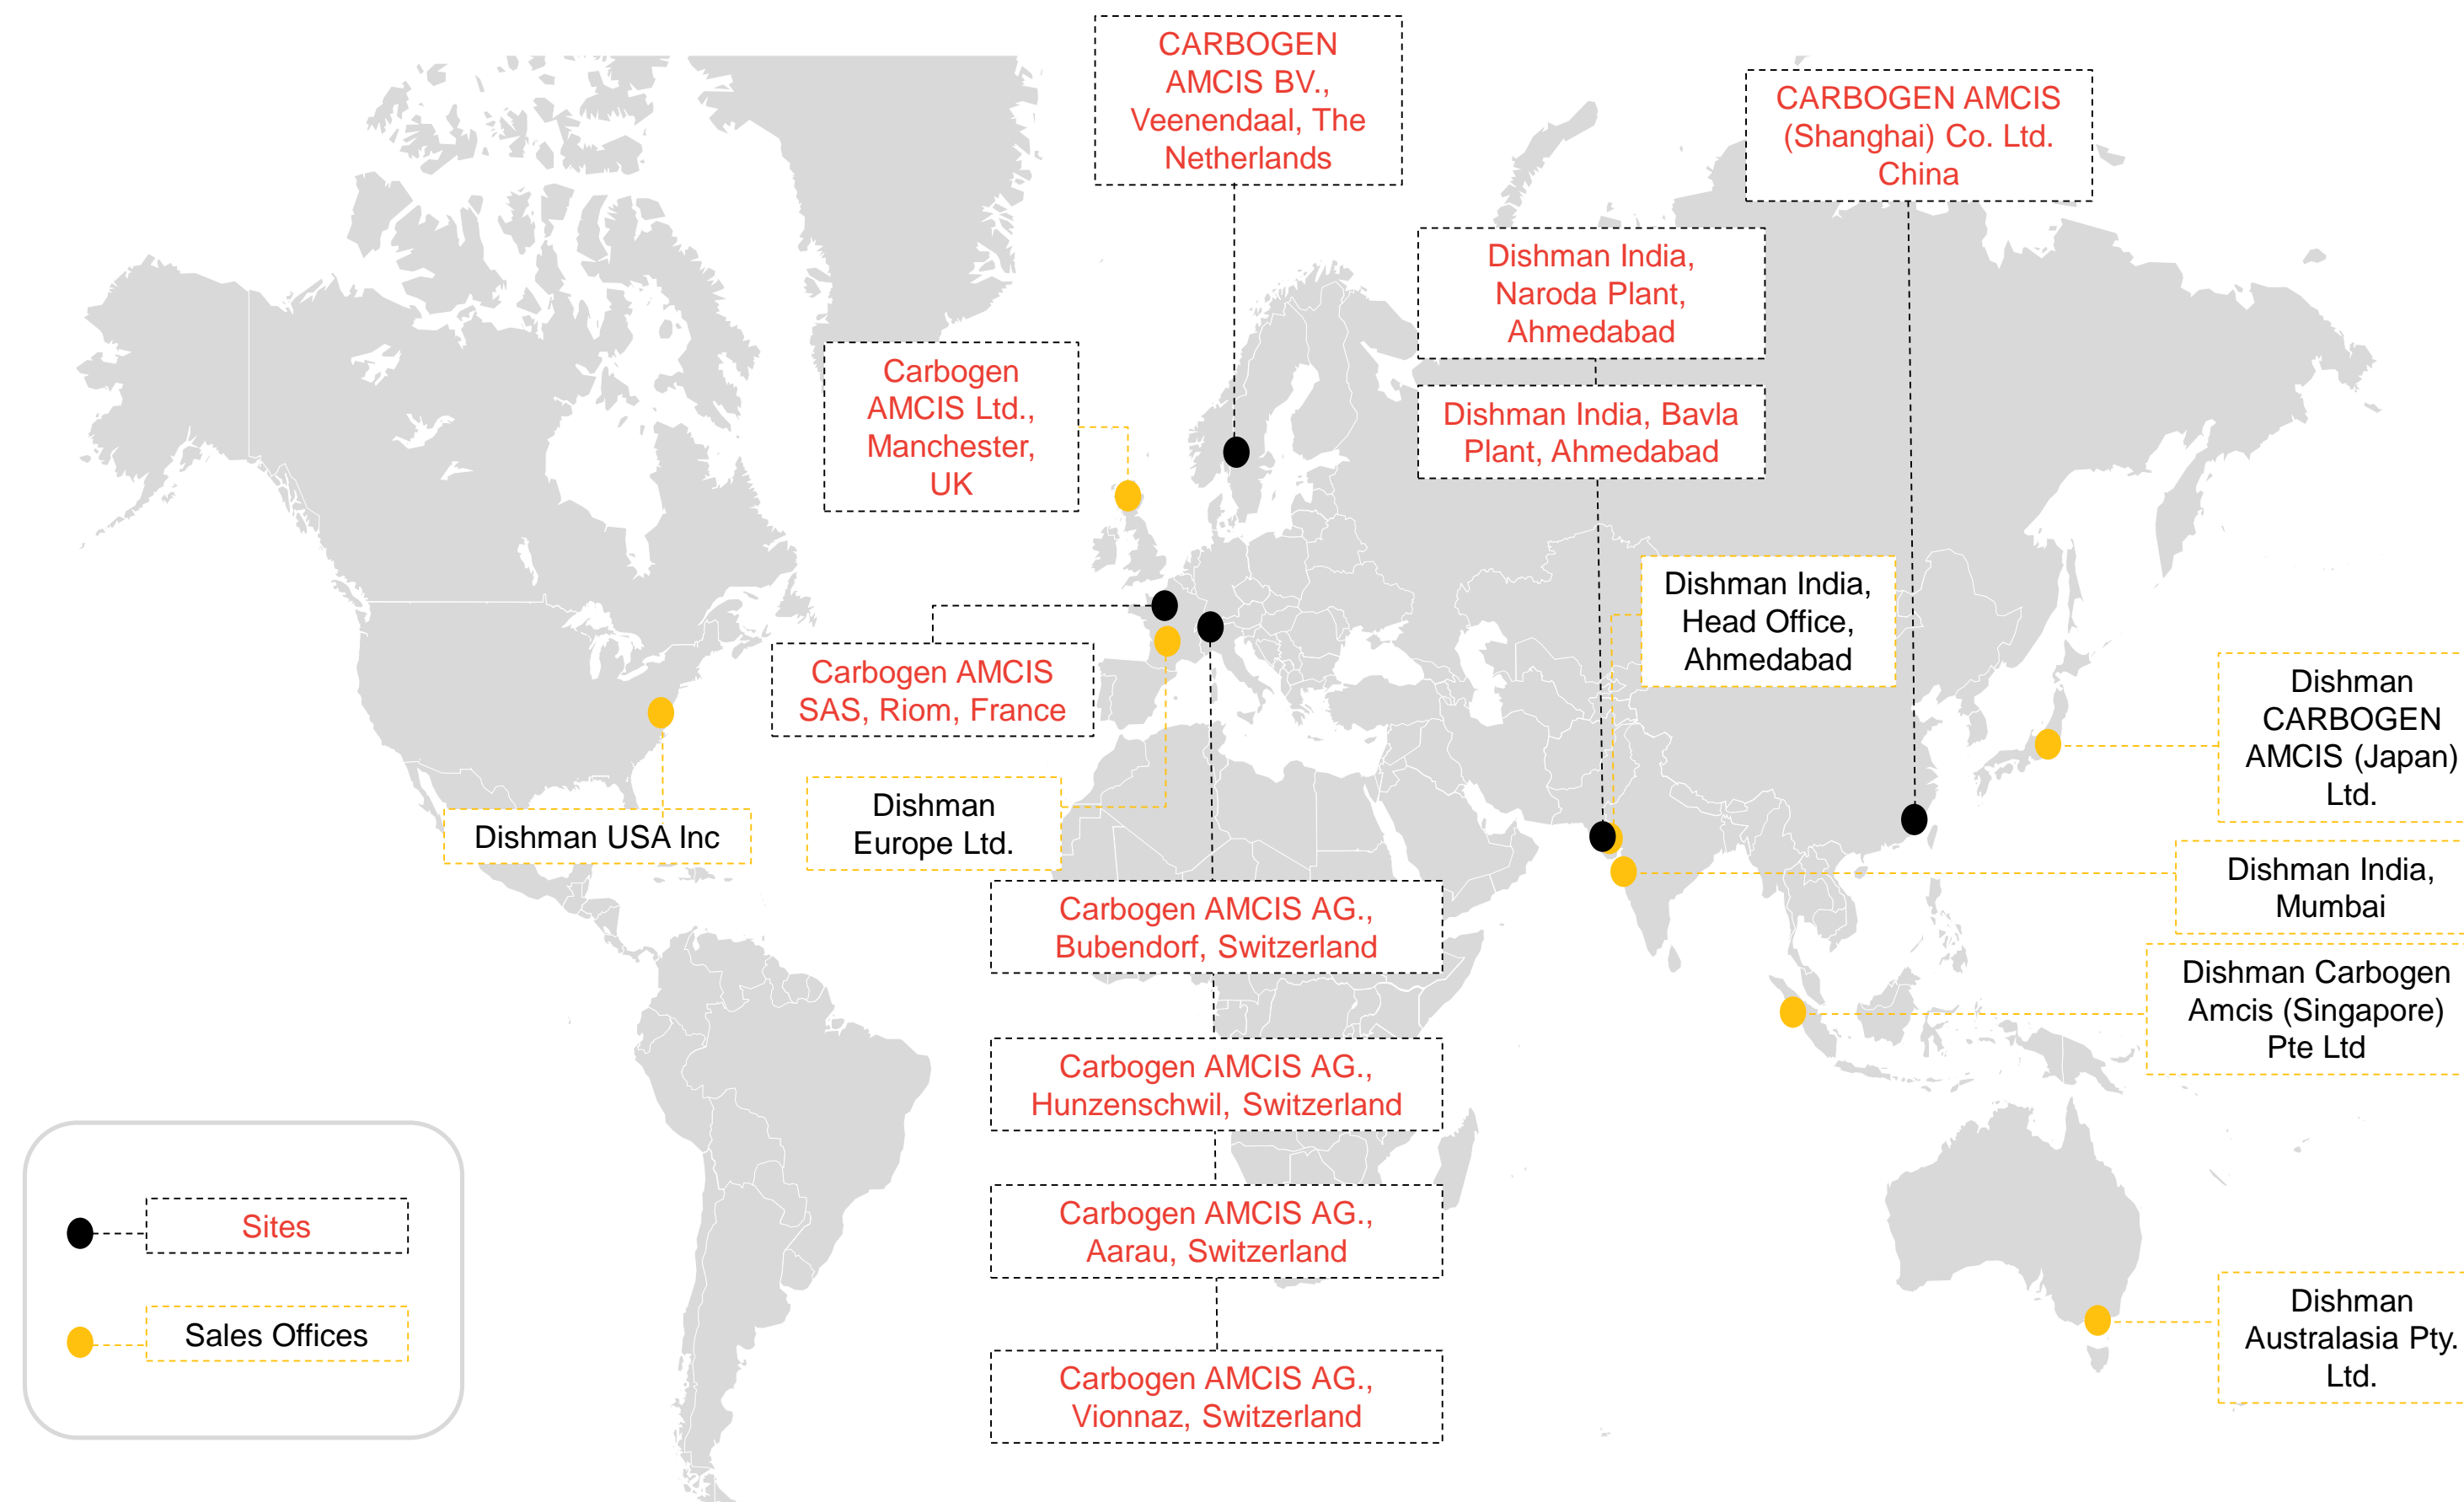 CARBOGEN
AMCIS BV.,
Veenendaal, The
Netherlands
CARBOGEN AMCIS
(Shanghai) Co. Ltd.
China
Dishman India,
Naroda Plant,
Ahmedabad
Carbogen
AMCIS Ltd.,
Manchester,
UK
Dishman India, Bavla
Plant, Ahmedabad
Dishman India,
Head Office,
Ahmedabad
Carbogen AMCIS
SAS, Riom, France
Dishman
CARBOGEN
AMCIS (Japan)
Ltd.
Dishman USA Inc
Dishman
Europe Ltd.
Dishman India,
Mumbai
Carbogen AMCIS AG.,
Bubendorf, Switzerland
Dishman Carbogen
Amcis (Singapore)
Pte Ltd
Carbogen AMCIS AG.,
Hunzenschwil, Switzerland
Carbogen AMCIS AG.,
Aarau, Switzerland
Sites
Sales Offices
Dishman
Australasia Pty.
Ltd.
Carbogen AMCIS AG.,
Vionnaz, Switzerland